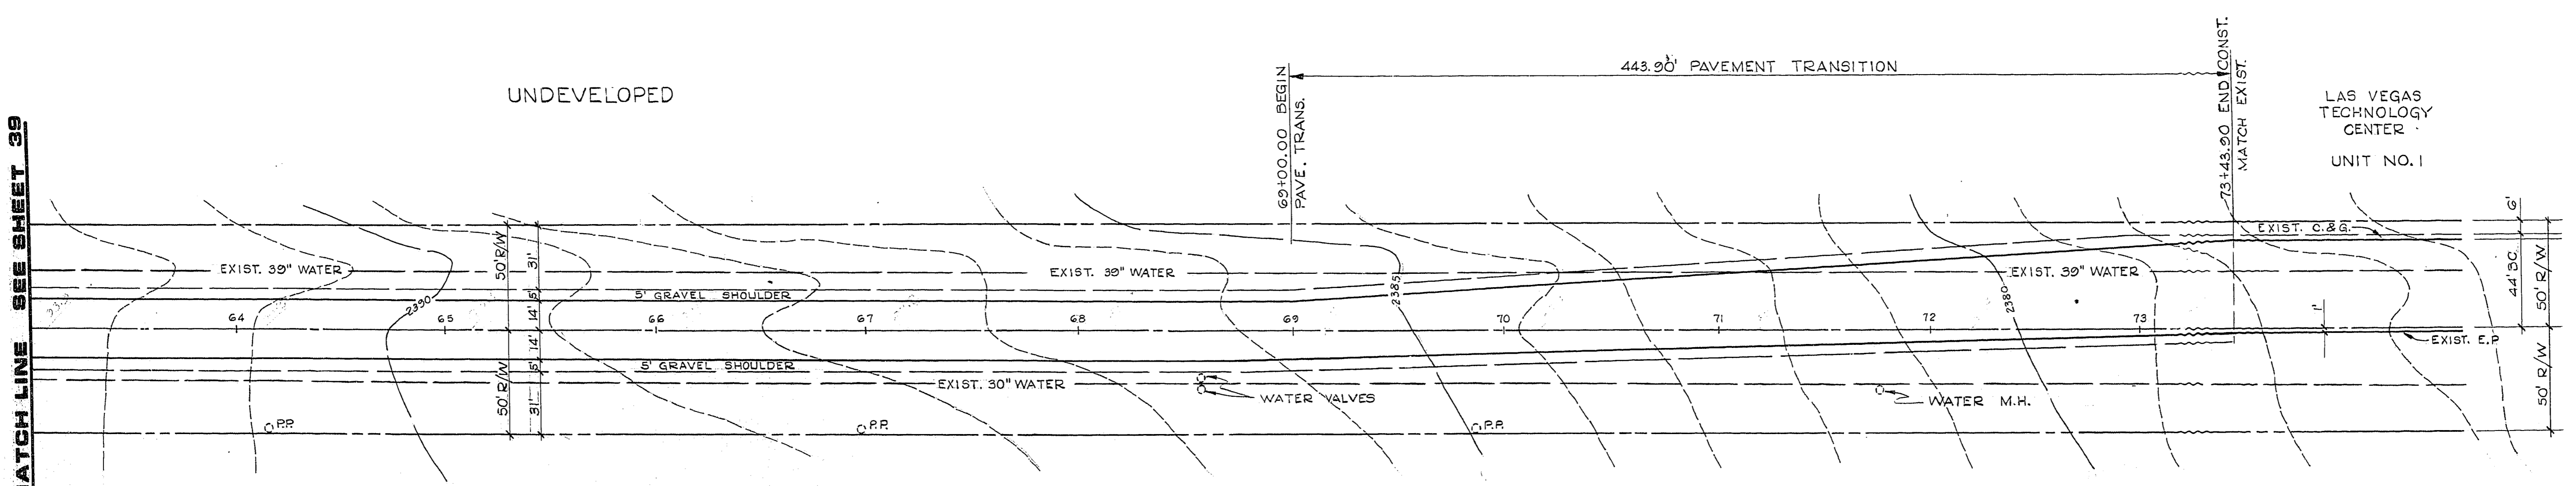 MATCH LINE SEE SHEET 39
UNDEVELOPED
69+00.00 BEGIN
PAVE. TRANS.
443.90' PAVEMENT TRANSITION
73+43.90 END CONST.
MATCH EXIST.
LAS VEGAS
TECHNOLOGY
CENTER
UNIT NO. 1
50' R/W
31'
5'
14'
14'
5'
31'
50' R/W
EXIST. 39" WATER
EXIST. 39" WATER
EXIST. 39" WATER
EXIST. C.& G.
6'
44' BC.
50' R/W
5' GRAVEL SHOULDER
2390
2385
2380
64
65
66
67
68
69
70
71
72
73
1'
EXIST. E.P.
50' R/W
5' GRAVEL SHOULDER
EXIST. 30" WATER
WATER VALVES
WATER M.H.
P.P.
P.P.
P.P.